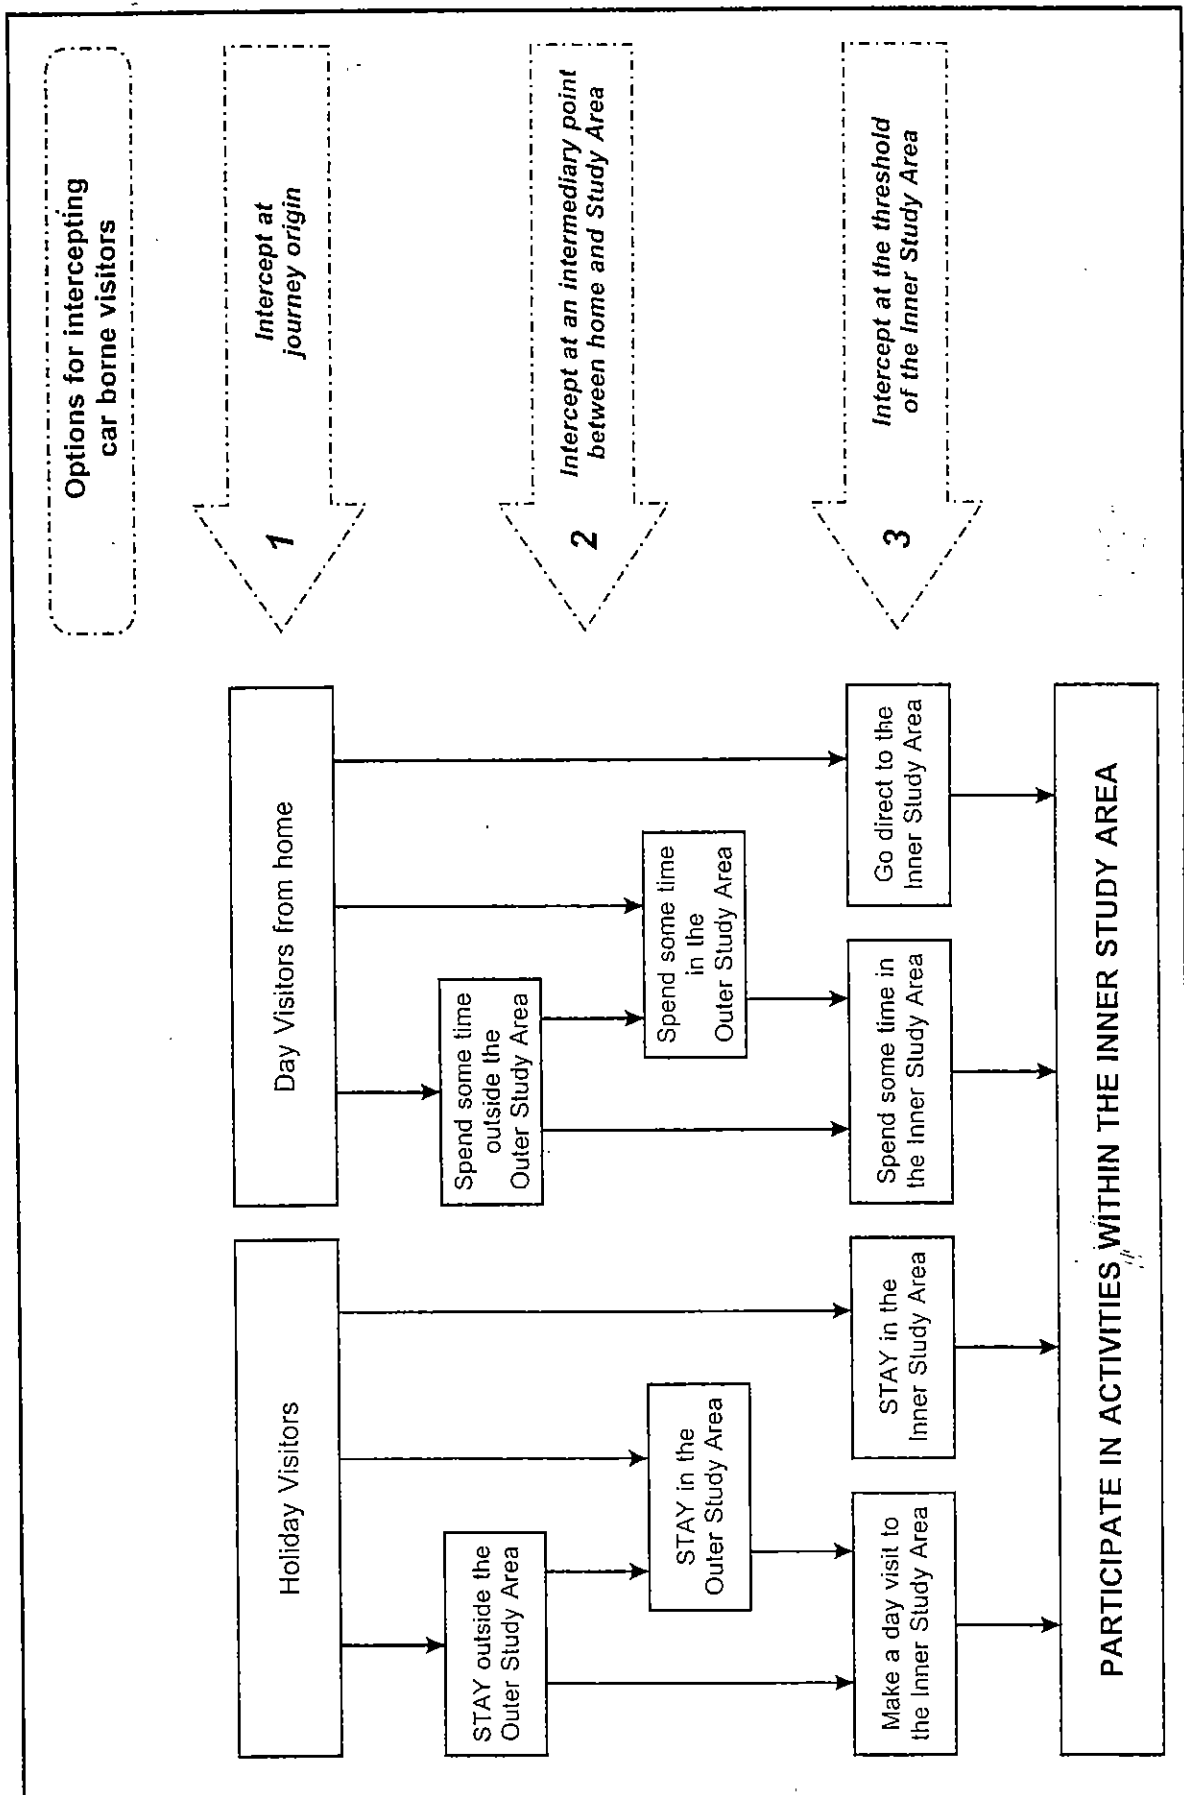 Options for intercepting
car borne visitors
Holiday Visitors
Day Visitors from home
1
Intercept at
journey origin
STAY outside the
Outer Study Area
Spend some time
outside the
Outer Study Area
2
Intercept at an intermediary point
between home and Study Area
STAY in the
Outer Study Area
Spend some time
in the
Outer Study Area
Make a day visit to
the Inner Study Area
STAY in the
Inner Study Area
Spend some time in
the Inner Study Area
Go direct to the
Inner Study Area
3
Intercept at the threshold
of the Inner Study Area
PARTICIPATE IN ACTIVITIES WITHIN THE INNER STUDY AREA